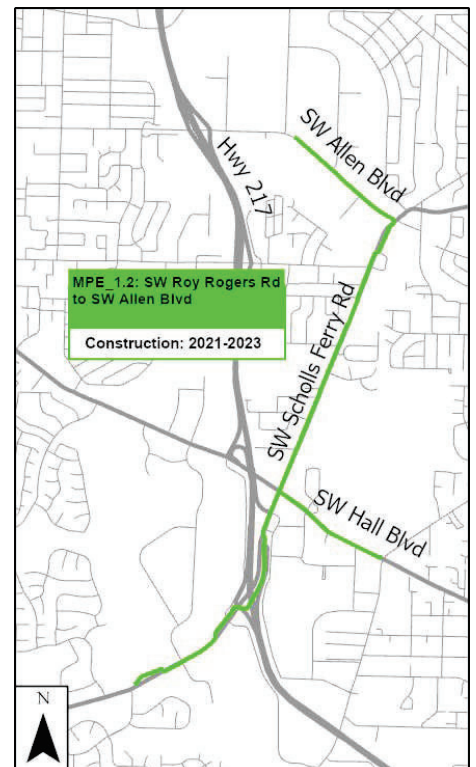 SW Allen Blvd
Hwy 217
MPE_1.2: SW Roy Rogers Rd
to SW Allen Blvd
Construction: 2021-2023
SW Scholls Ferry Rd
SW Hall Blvd
N